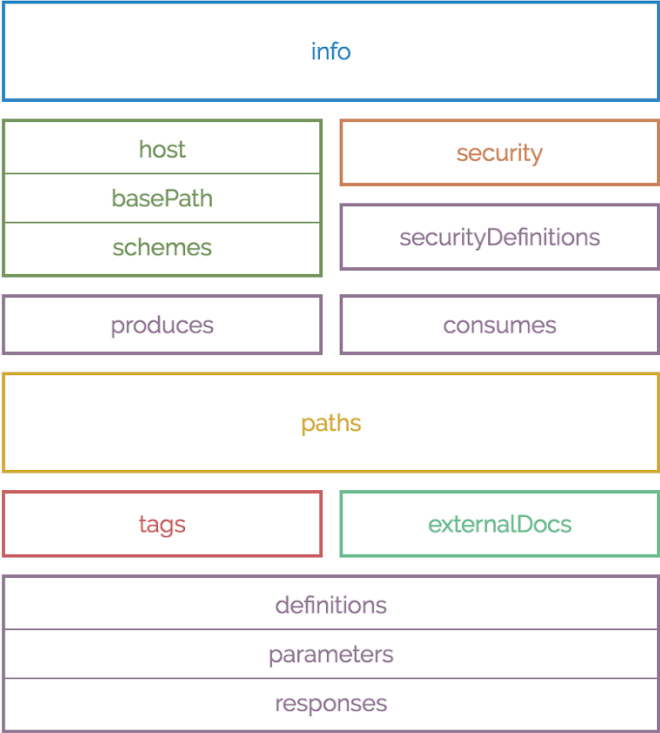 info
host
basePath
schemes
security
securityDefinitions
produces
consumes
paths
tags
externalDocs
definitions
parameters
responses